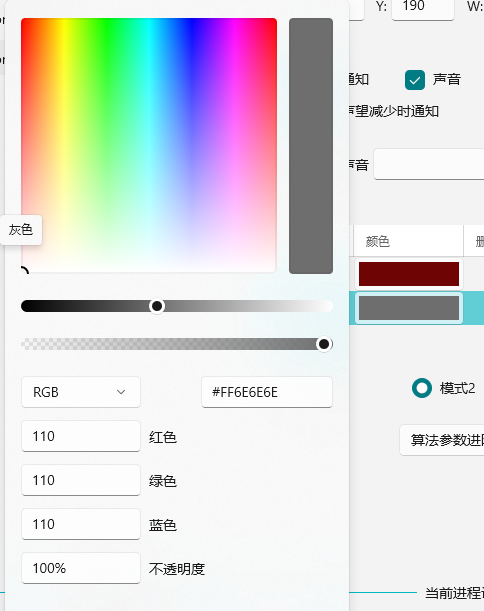 Y: 190 W:
通知 声音
声望减少时通知
声音
灰色
颜色
RGB #FF6E6E6E
模式2
110 红色
算法参数进
110 绿色
110 蓝色
100% 不透明度
当前进程